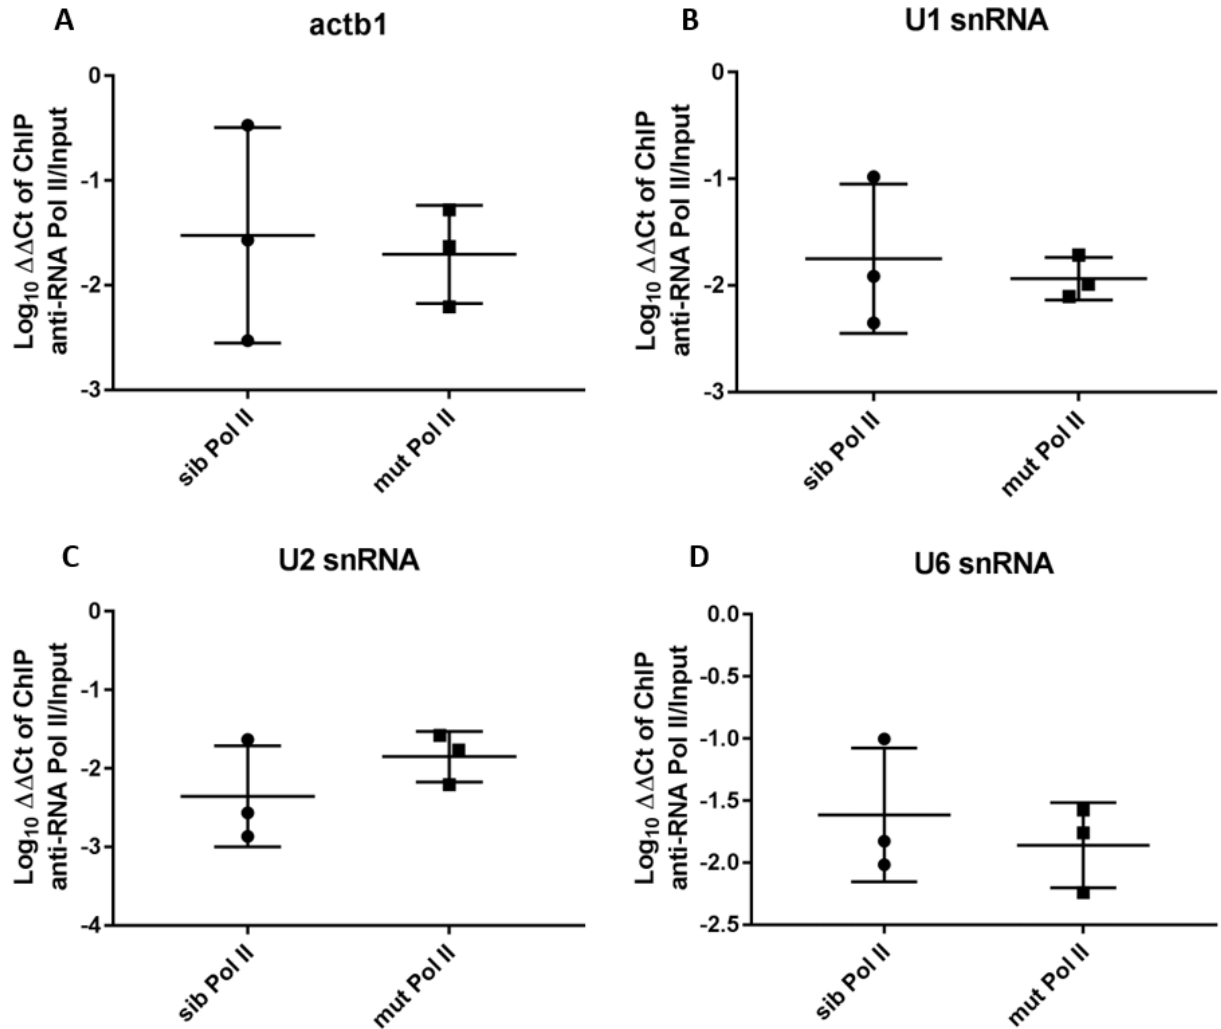 A
actb1
Log10 ΔΔCt of ChIP
anti-RNA Pol II/Input
0
-1
-2
-3
sib Pol II
mut Pol II
B
U1 snRNA
Log10 ΔΔCt of ChIP
anti-RNA Pol II/Input
0
-1
-2
-3
sib Pol II
mut Pol II
C
U2 snRNA
Log10 ΔΔCt of ChIP
anti-RNA Pol II/Input
0
-1
-2
-3
-4
sib Pol II
mut Pol II
D
U6 snRNA
Log10 ΔΔCt of ChIP
anti-RNA Pol II/Input
0.0
-0.5
-1.0
-1.5
-2.0
-2.5
sib Pol II
mut Pol II